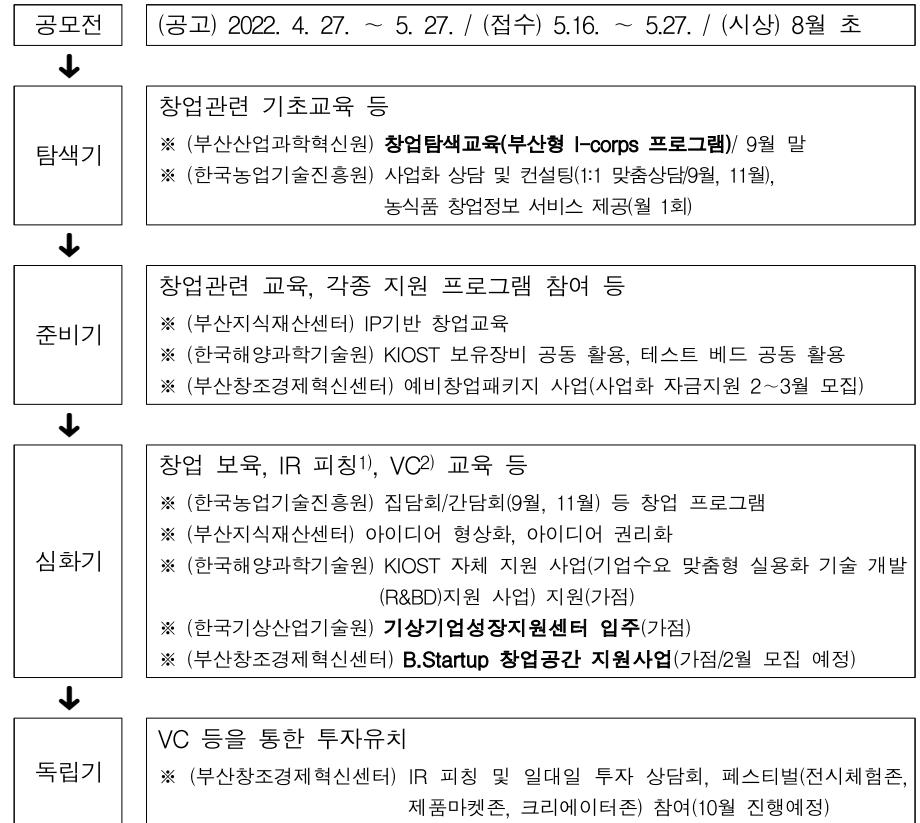 공모전
(공고) 2022. 4. 27. ~ 5. 27. / (접수) 5.16. ~ 5.27. / (시상) 8월 초
탐색기
창업관련 기초교육 등
※ (부산산업과학혁신원) 창업탐색교육(부산형 I-corps 프로그램)/ 9월 말
※ (한국농업기술진흥원) 사업화 상담 및 컨설팅(1:1 맞춤상담/9월, 11월),
농식품 창업정보 서비스 제공(월 1회)
준비기
창업관련 교육, 각종 지원 프로그램 참여 등
※ (부산지식재산센터) IP기반 창업교육
※ (한국해양과학기술원) KIOST 보유장비 공동 활용, 테스트 베드 공동 활용
※ (부산창조경제혁신센터) 예비창업패키지 사업(사업화 자금지원 2~3월 모집)
심화기
창업 보육, IR 피칭1), VC2) 교육 등
※ (한국농업기술진흥원) 집담회/간담회(9월, 11월) 등 창업 프로그램
※ (부산지식재산센터) 아이디어 형상화, 아이디어 권리화
※ (한국해양과학기술원) KIOST 자체 지원 사업(기업수요 맞춤형 실용화 기술 개발
(R&BD)지원 사업) 지원(가점)
※ (한국기상산업기술원) 기상기업성장지원센터 입주(가점)
※ (부산창조경제혁신센터) B.Startup 창업공간 지원사업(가점/2월 모집 예정)
독립기
VC 등을 통한 투자유치
※ (부산창조경제혁신센터) IR 피칭 및 일대일 투자 상담회, 페스티벌(전시체험존,
제품마켓존, 크리에이터존) 참여(10월 진행예정)